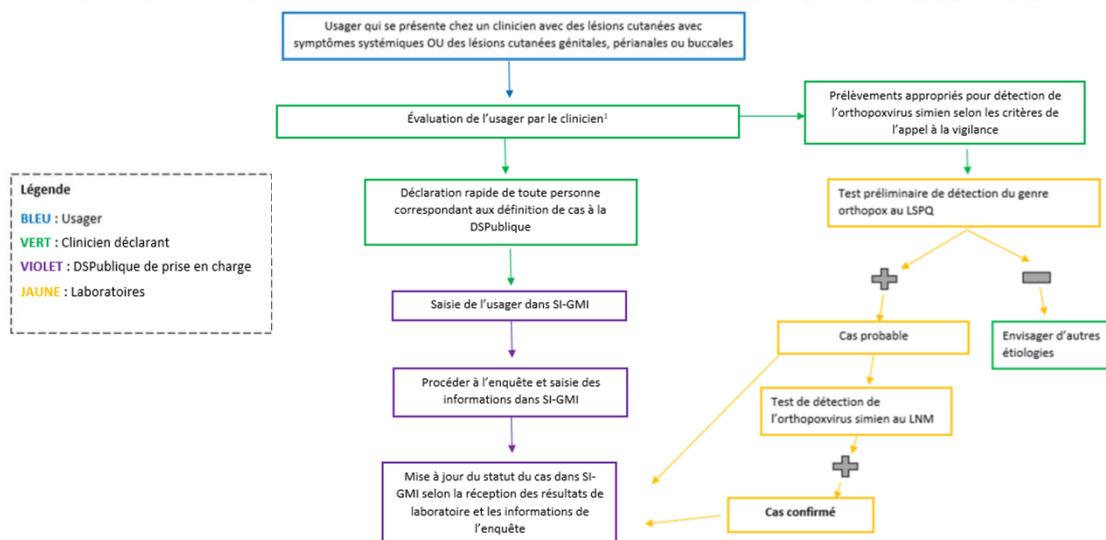 Usager qui se présente chez un clinicien avec des lésions cutanées avec
symptômes systémiques OU des lésions cutanées génitales, périanales ou buccales
Évaluation de l'usager par le clinicien¹
Prélèvements appropriés pour détection de
l'orthopoxvirus simien selon les critères de
l'appel à la vigilance
Légende
BLEU : Usager
VERT : Clinicien déclarant
VIOLET : DSPublique de prise en charge
JAUNE : Laboratoires
Déclaration rapide de toute personne
correspondant aux définition de cas à la
DSPublique
Test préliminaire de détection du genre
orthopox au LSPQ
Saisie de l'usager dans SI-GMI
Cas probable
Envisager d'autres
étiologies
Procéder à l'enquête et saisie des
informations dans SI-GMI
Test de détection de
l'orthopoxvirus simien au LNM
Mise à jour du statut du cas dans SI-
GMI selon la réception des résultats de
laboratoire et les informations de
l'enquête
Cas confirmé